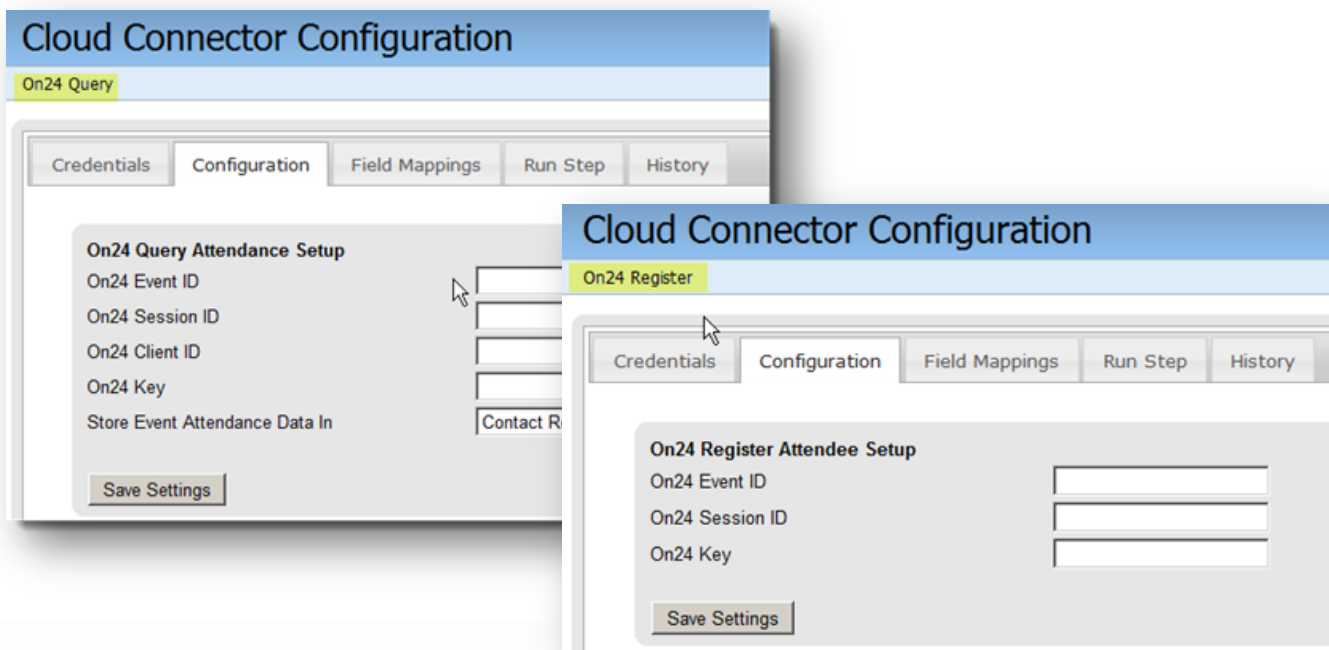 Cloud Connector Configuration
On24 Query
Credentials Configuration Field Mappings Run Step History
On24 Query Attendance Setup
On24 Event ID
On24 Session ID
On24 Client ID
On24 Key
Store Event Attendance Data In Contact
Save Settings
Cloud Connector Configuration
On24 Register
Credentials Configuration Field Mappings Run Step History
On24 Register Attendee Setup
On24 Event ID
On24 Session ID
On24 Key
Save Settings